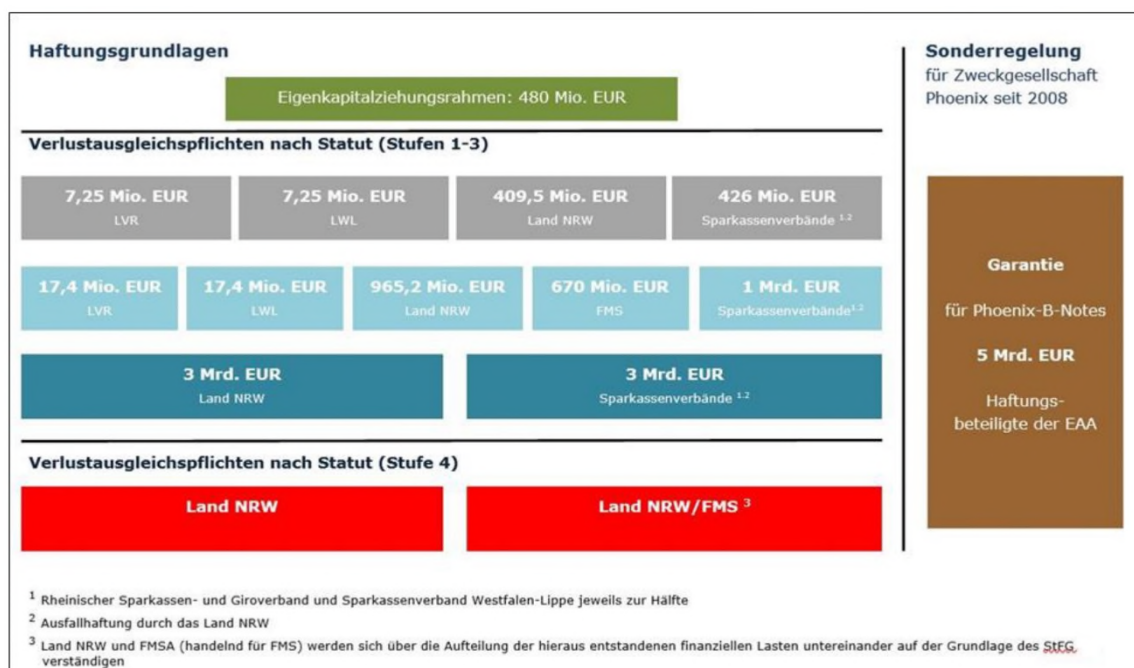 Haftungsgrundlagen
Eigenkapitalziehungsrahmen: 480 Mio. EUR
Verlustausgleichspflichten nach Statut (Stufen 1-3)
7,25 Mio. EUR
LVR
7,25 Mio. EUR
LWL
409,5 Mio. EUR
Land NRW
426 Mio. EUR
Sparkassenverbände 1.2
17,4 Mio. EUR
LVR
17,4 Mio. EUR
LWL
965,2 Mio. EUR
Land NRW
670 Mio. EUR
FMS
1 Mrd. EUR
Sparkassenverbände1.2
3 Mrd. EUR
Land NRW
3 Mrd. EUR
Sparkassenverbände 1.2
Verlustausgleichspflichten nach Statut (Stufe 4)
Land NRW
Land NRW/FMS 3
Sonderregelung
für Zweckgesellschaft
Phoenix seit 2008
Garantie
für Phoenix-B-Notes
5 Mrd. EUR
Haftungs-
beteiligte der EAA
1 Rheinischer Sparkassen- und Giroverband und Sparkassenverband Westfalen-Lippe jeweils zur Hälfte
2 Ausfallhaftung durch das Land NRW
3 Land NRW und FMSA (handelnd für FMS) werden sich über die Aufteilung der hieraus entstandenen finanziellen Lasten untereinander auf der Grundlage des StFG
verständigen